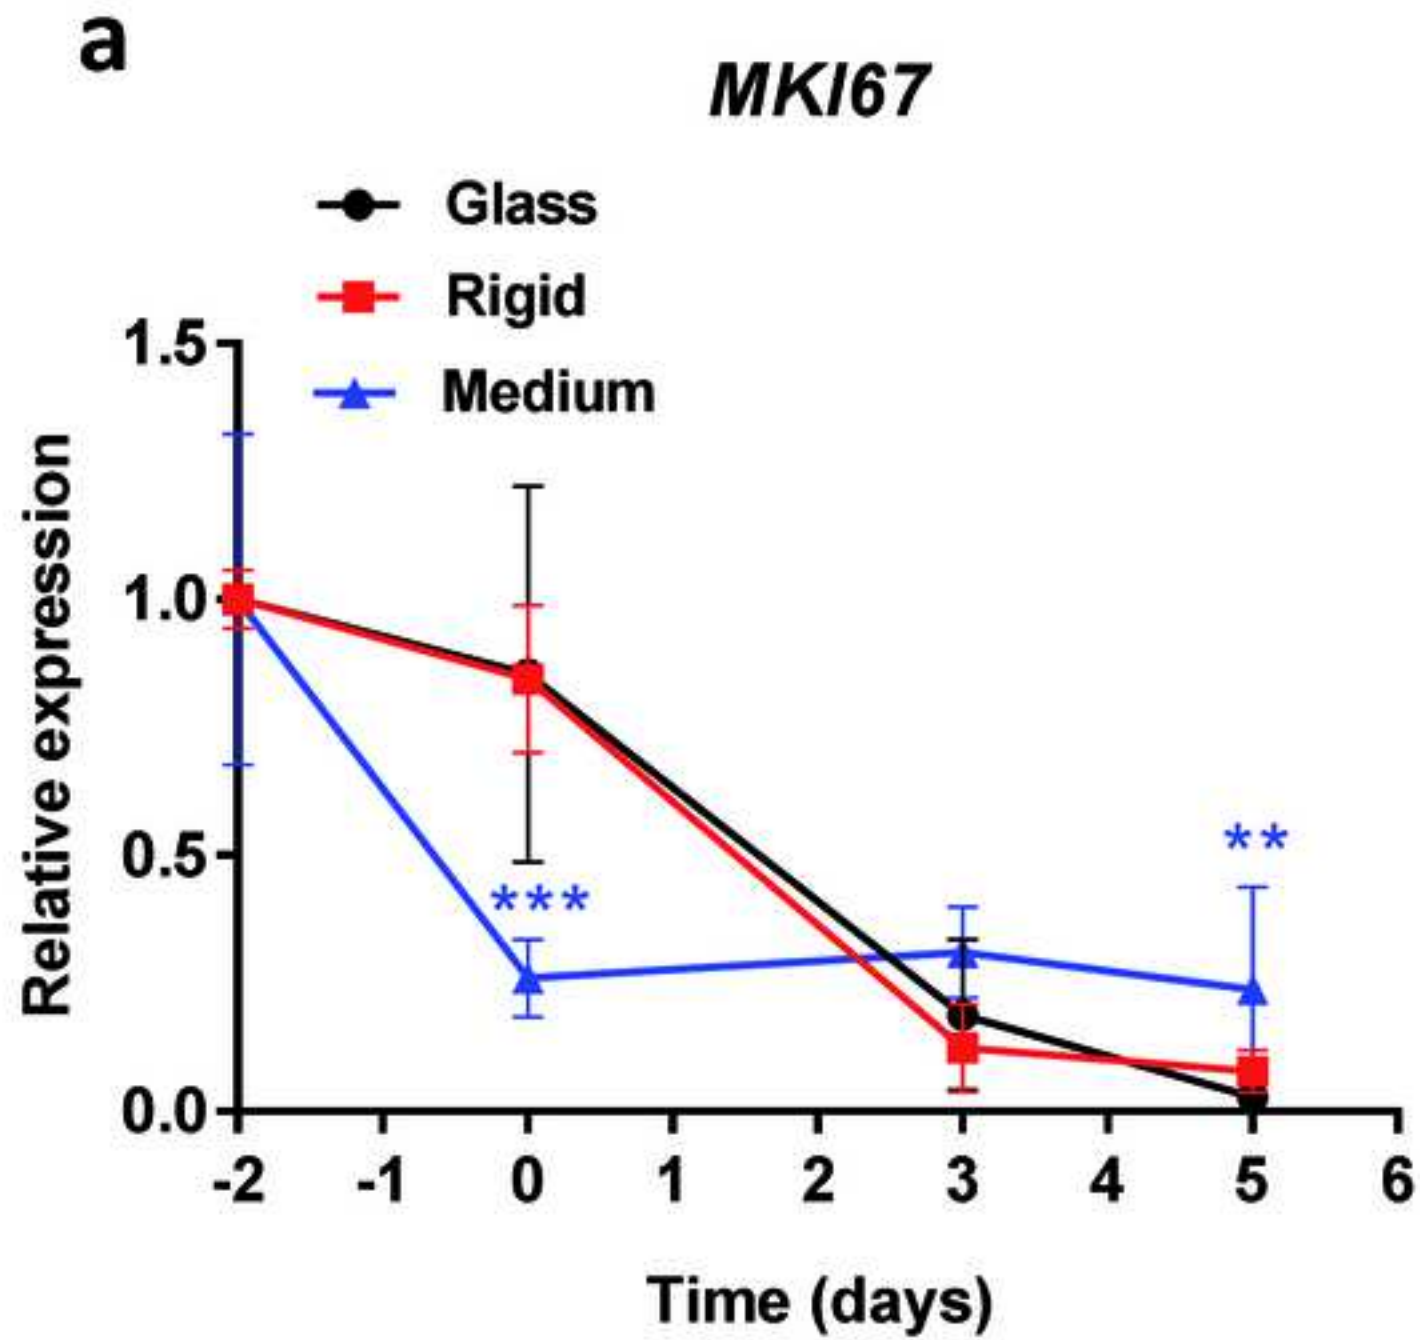 a
MKI67
Glass
Rigid
Medium
Relative expression
1.5
1.0
0.5
0.0
***
**
-2 -1 0 1 2 3 4 5 6
Time (days)